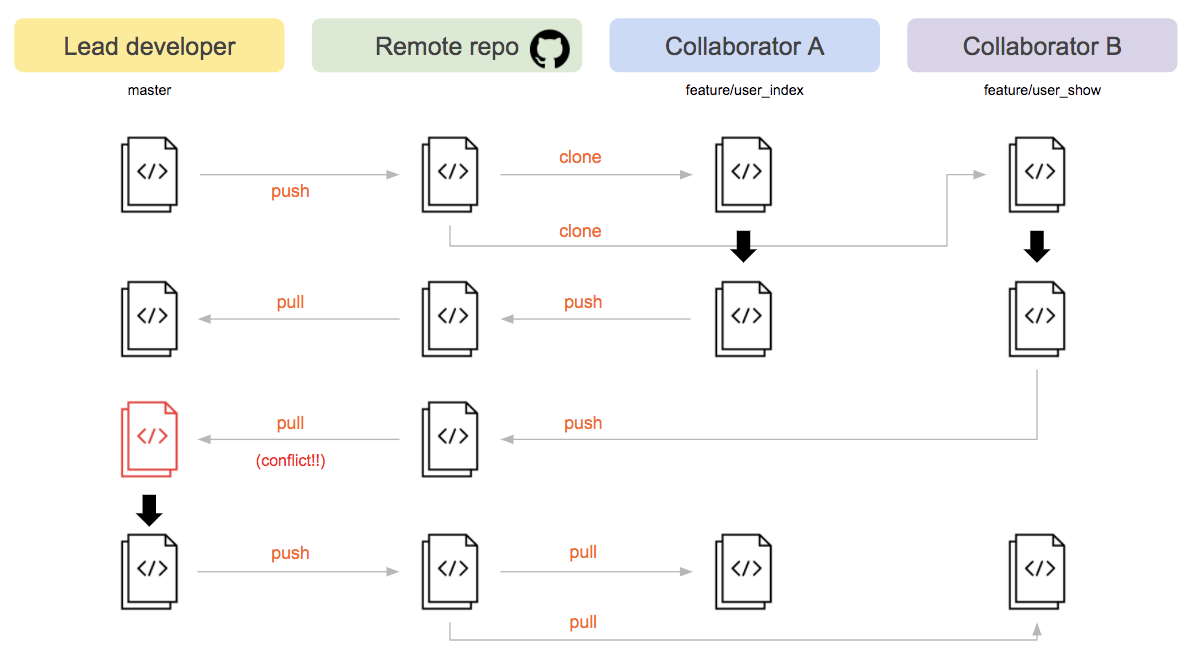 Lead developer
Remote repo
Collaborator A
Collaborator B
master
feature/user_index
feature/user_show
</>
</>
clone
</>
</>
push
clone
</>
pull
</>
push
</>
</>
</>
pull
(conflict!!)
</>
push
</>
push
</>
pull
</>
</>
pull